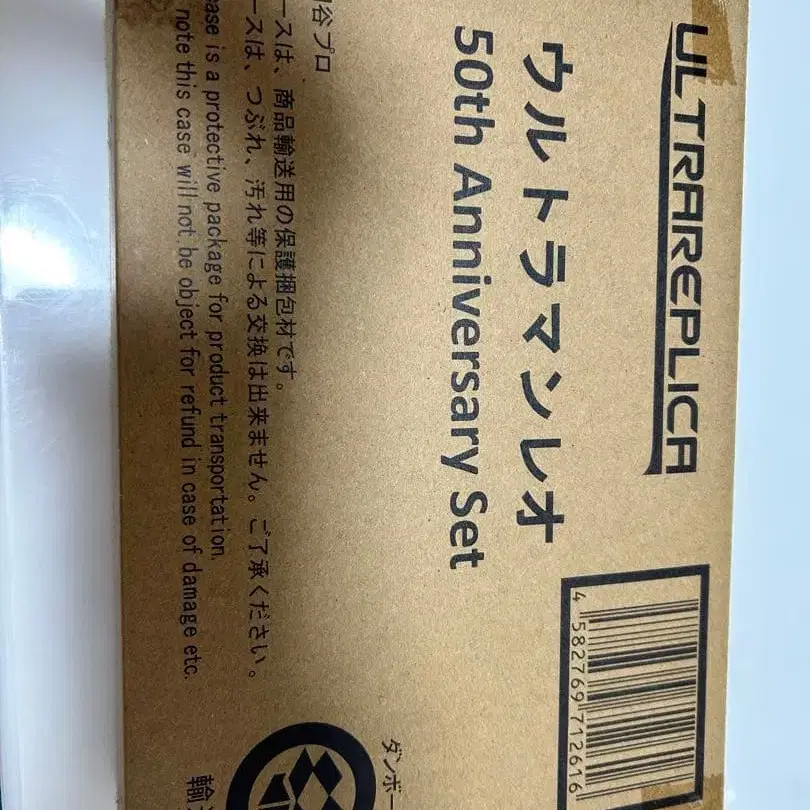 ULTRAREPLICA
ウルトラマンレオ
50th Anniversary Set
谷プロ
ースは、商品輸送用の保護梱包材です。
ースは、つぶれ、汚れ等による交換は出来ません。ご了承ください。
ease is a protective package for product transportation.
note this case will not be object for refund in case of damage etc.
4 582769 712616
ダンボー
輸